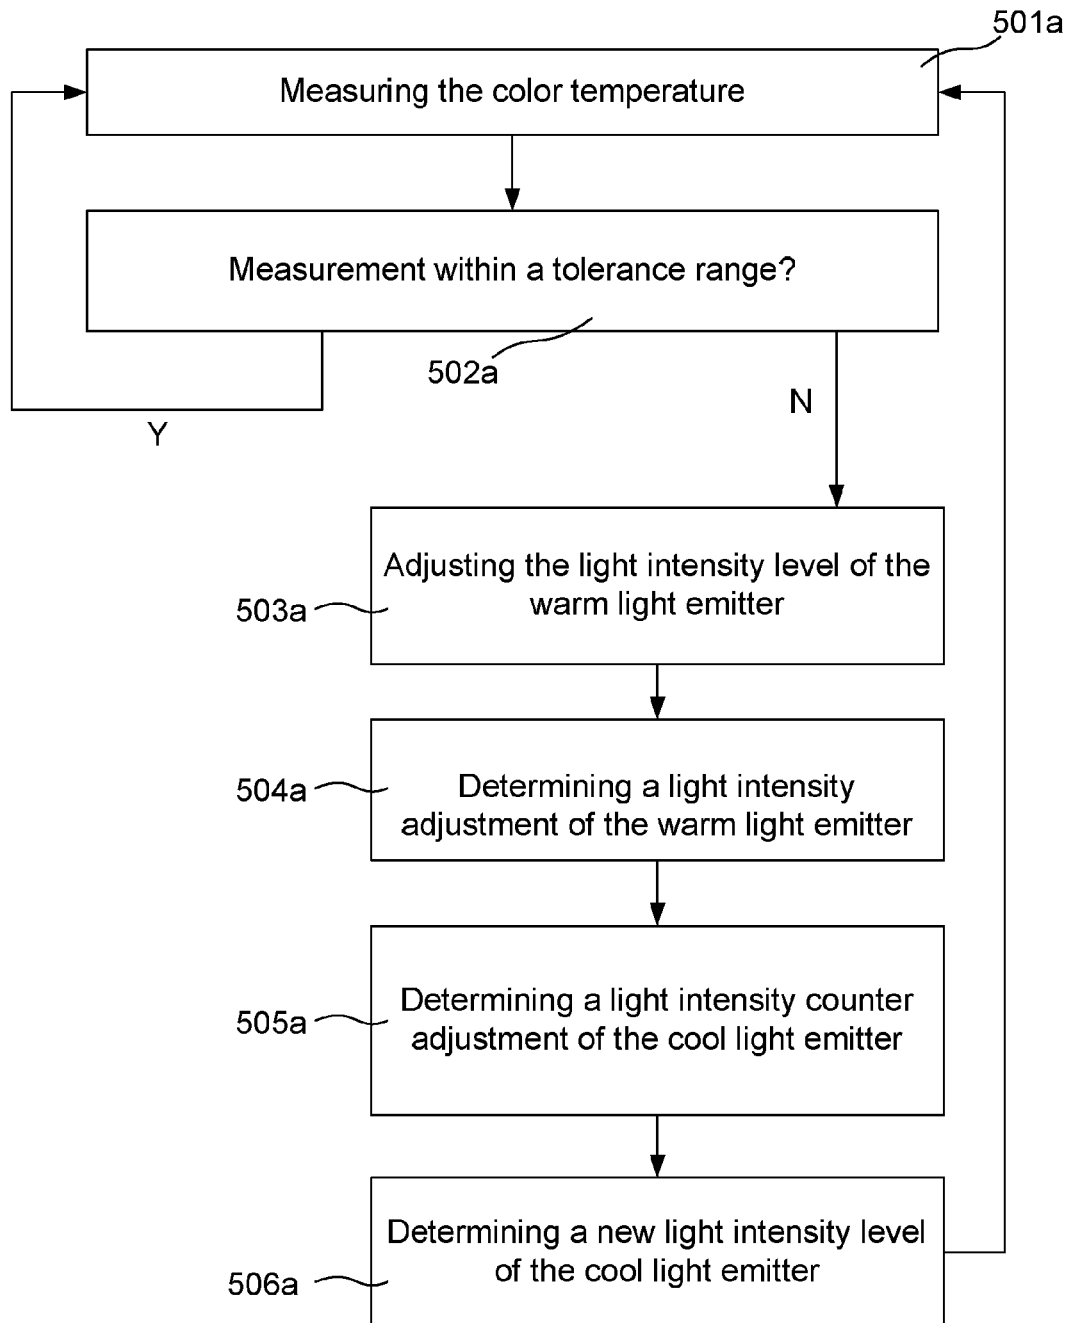 501a
Measuring the color temperature
Measurement within a tolerance range?
502a
N
Y
Adjusting the light intensity level of the
warm light emitter
503a
Determining a light intensity
adjustment of the warm light emitter
504a
Determining a light intensity counter
adjustment of the cool light emitter
505a
Determining a new light intensity level
of the cool light emitter
506a